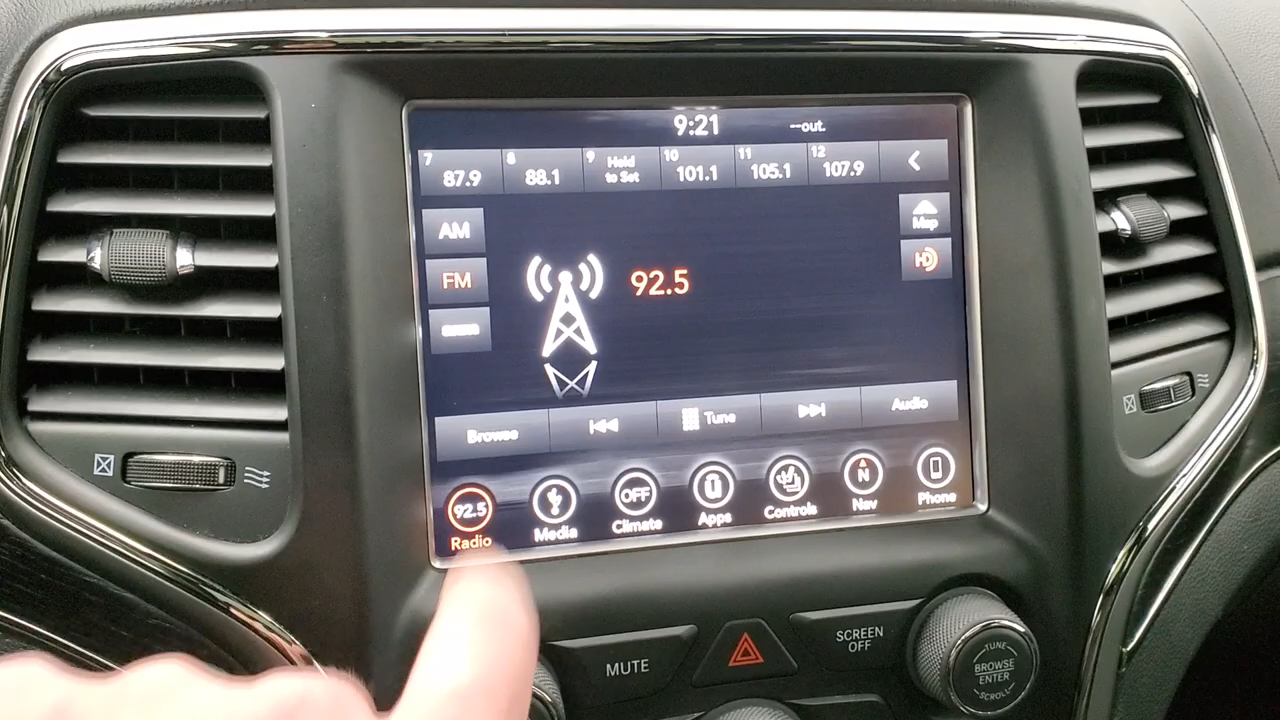 9:21
--out.
7 87.9
8 88.1
9 Hold
to Set
10 101.1
11 105.1
12 107.9
AM
Map
FM
HD
92.5
Browse
Tune
Audio
92.5
OFF
N
Radio
Media
Climate
Apps
Controls
Nav
Phone
MUTE
SCREEN
OFF
TUNE
BROWSE
ENTER
SCROLL